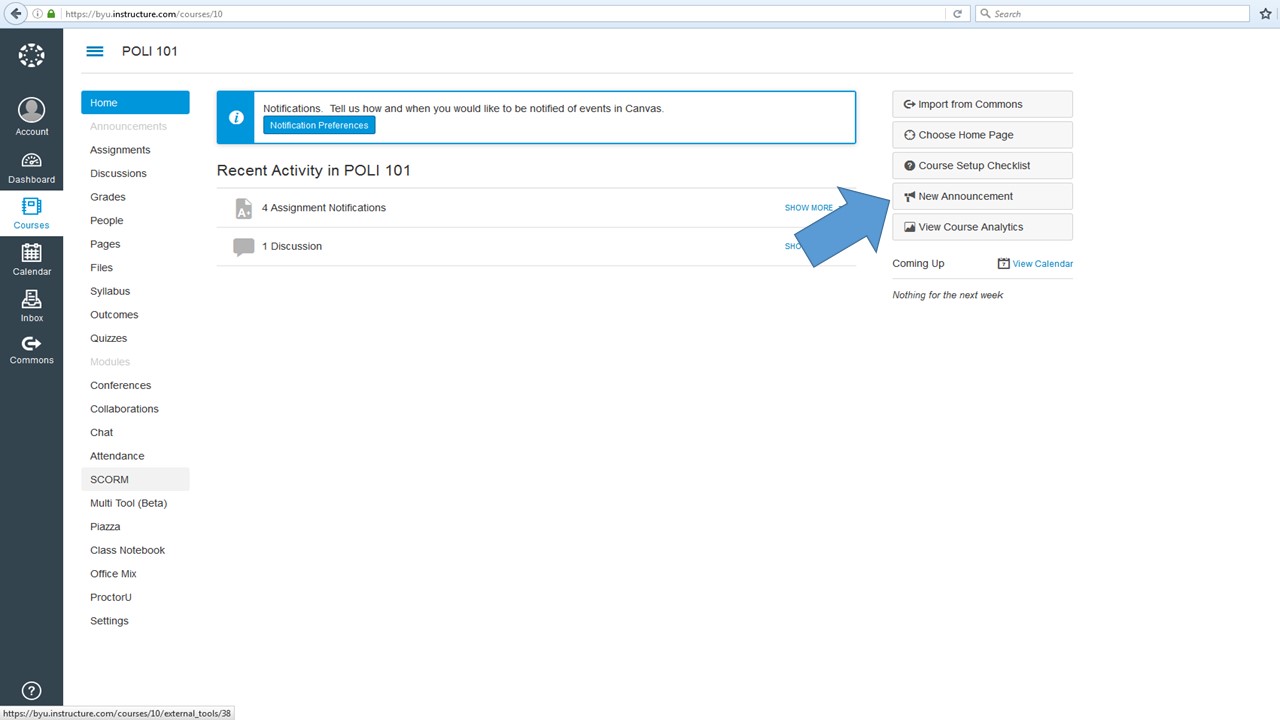 https://byu.instructure.com/courses/10
Search
POLI 101
Account
Dashboard
Courses
Calendar
Inbox
Commons
Home
Announcements
Assignments
Discussions
Grades
People
Pages
Files
Syllabus
Outcomes
Quizzes
Modules
Conferences
Collaborations
Chat
Attendance
SCORM
Multi Tool (Beta)
Piazza
Class Notebook
Office Mix
ProctorU
Settings
Notifications. Tell us how and when you would like to be notified of events in Canvas.
Notification Preferences
Recent Activity in POLI 101
4 Assignment Notifications
SHOW MORE
1 Discussion
Import from Commons
Choose Home Page
Course Setup Checklist
New Announcement
View Course Analytics
Coming Up
View Calendar
Nothing for the next week
https://byu.instructure.com/courses/10/external_tools/38